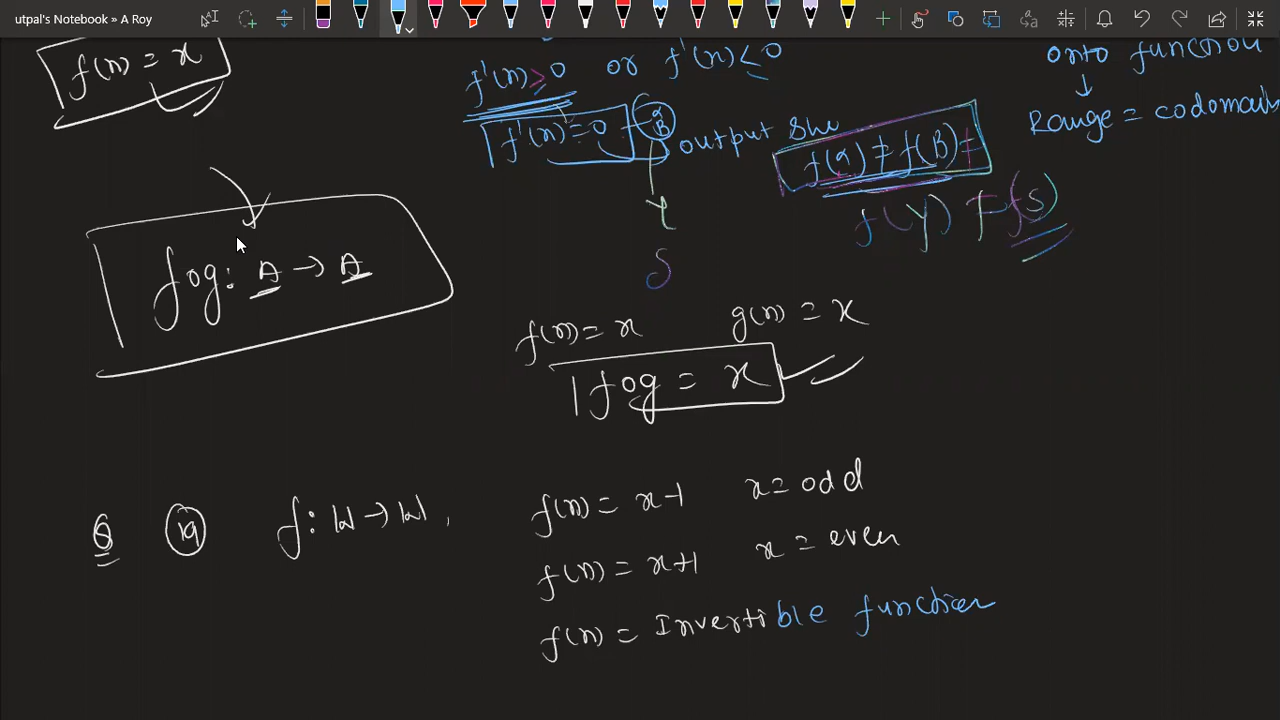 utpal's Notebook » A Roy
f(x) = x
f'(x) ≥ 0 or f'(x) < 0
f'(x) = 0
α
β
γ
δ
output
f(α) ≠ f(β) ≠
f(γ) ≠ f(δ)
onto function
↓
Range = codomain
fog: A → A
f(x) = x g(x) = x
fog = x
Q 19 f: W → W, f(x) = x-1 x = odd
f(x) = x+1 x = even
f(x) = Invertible function